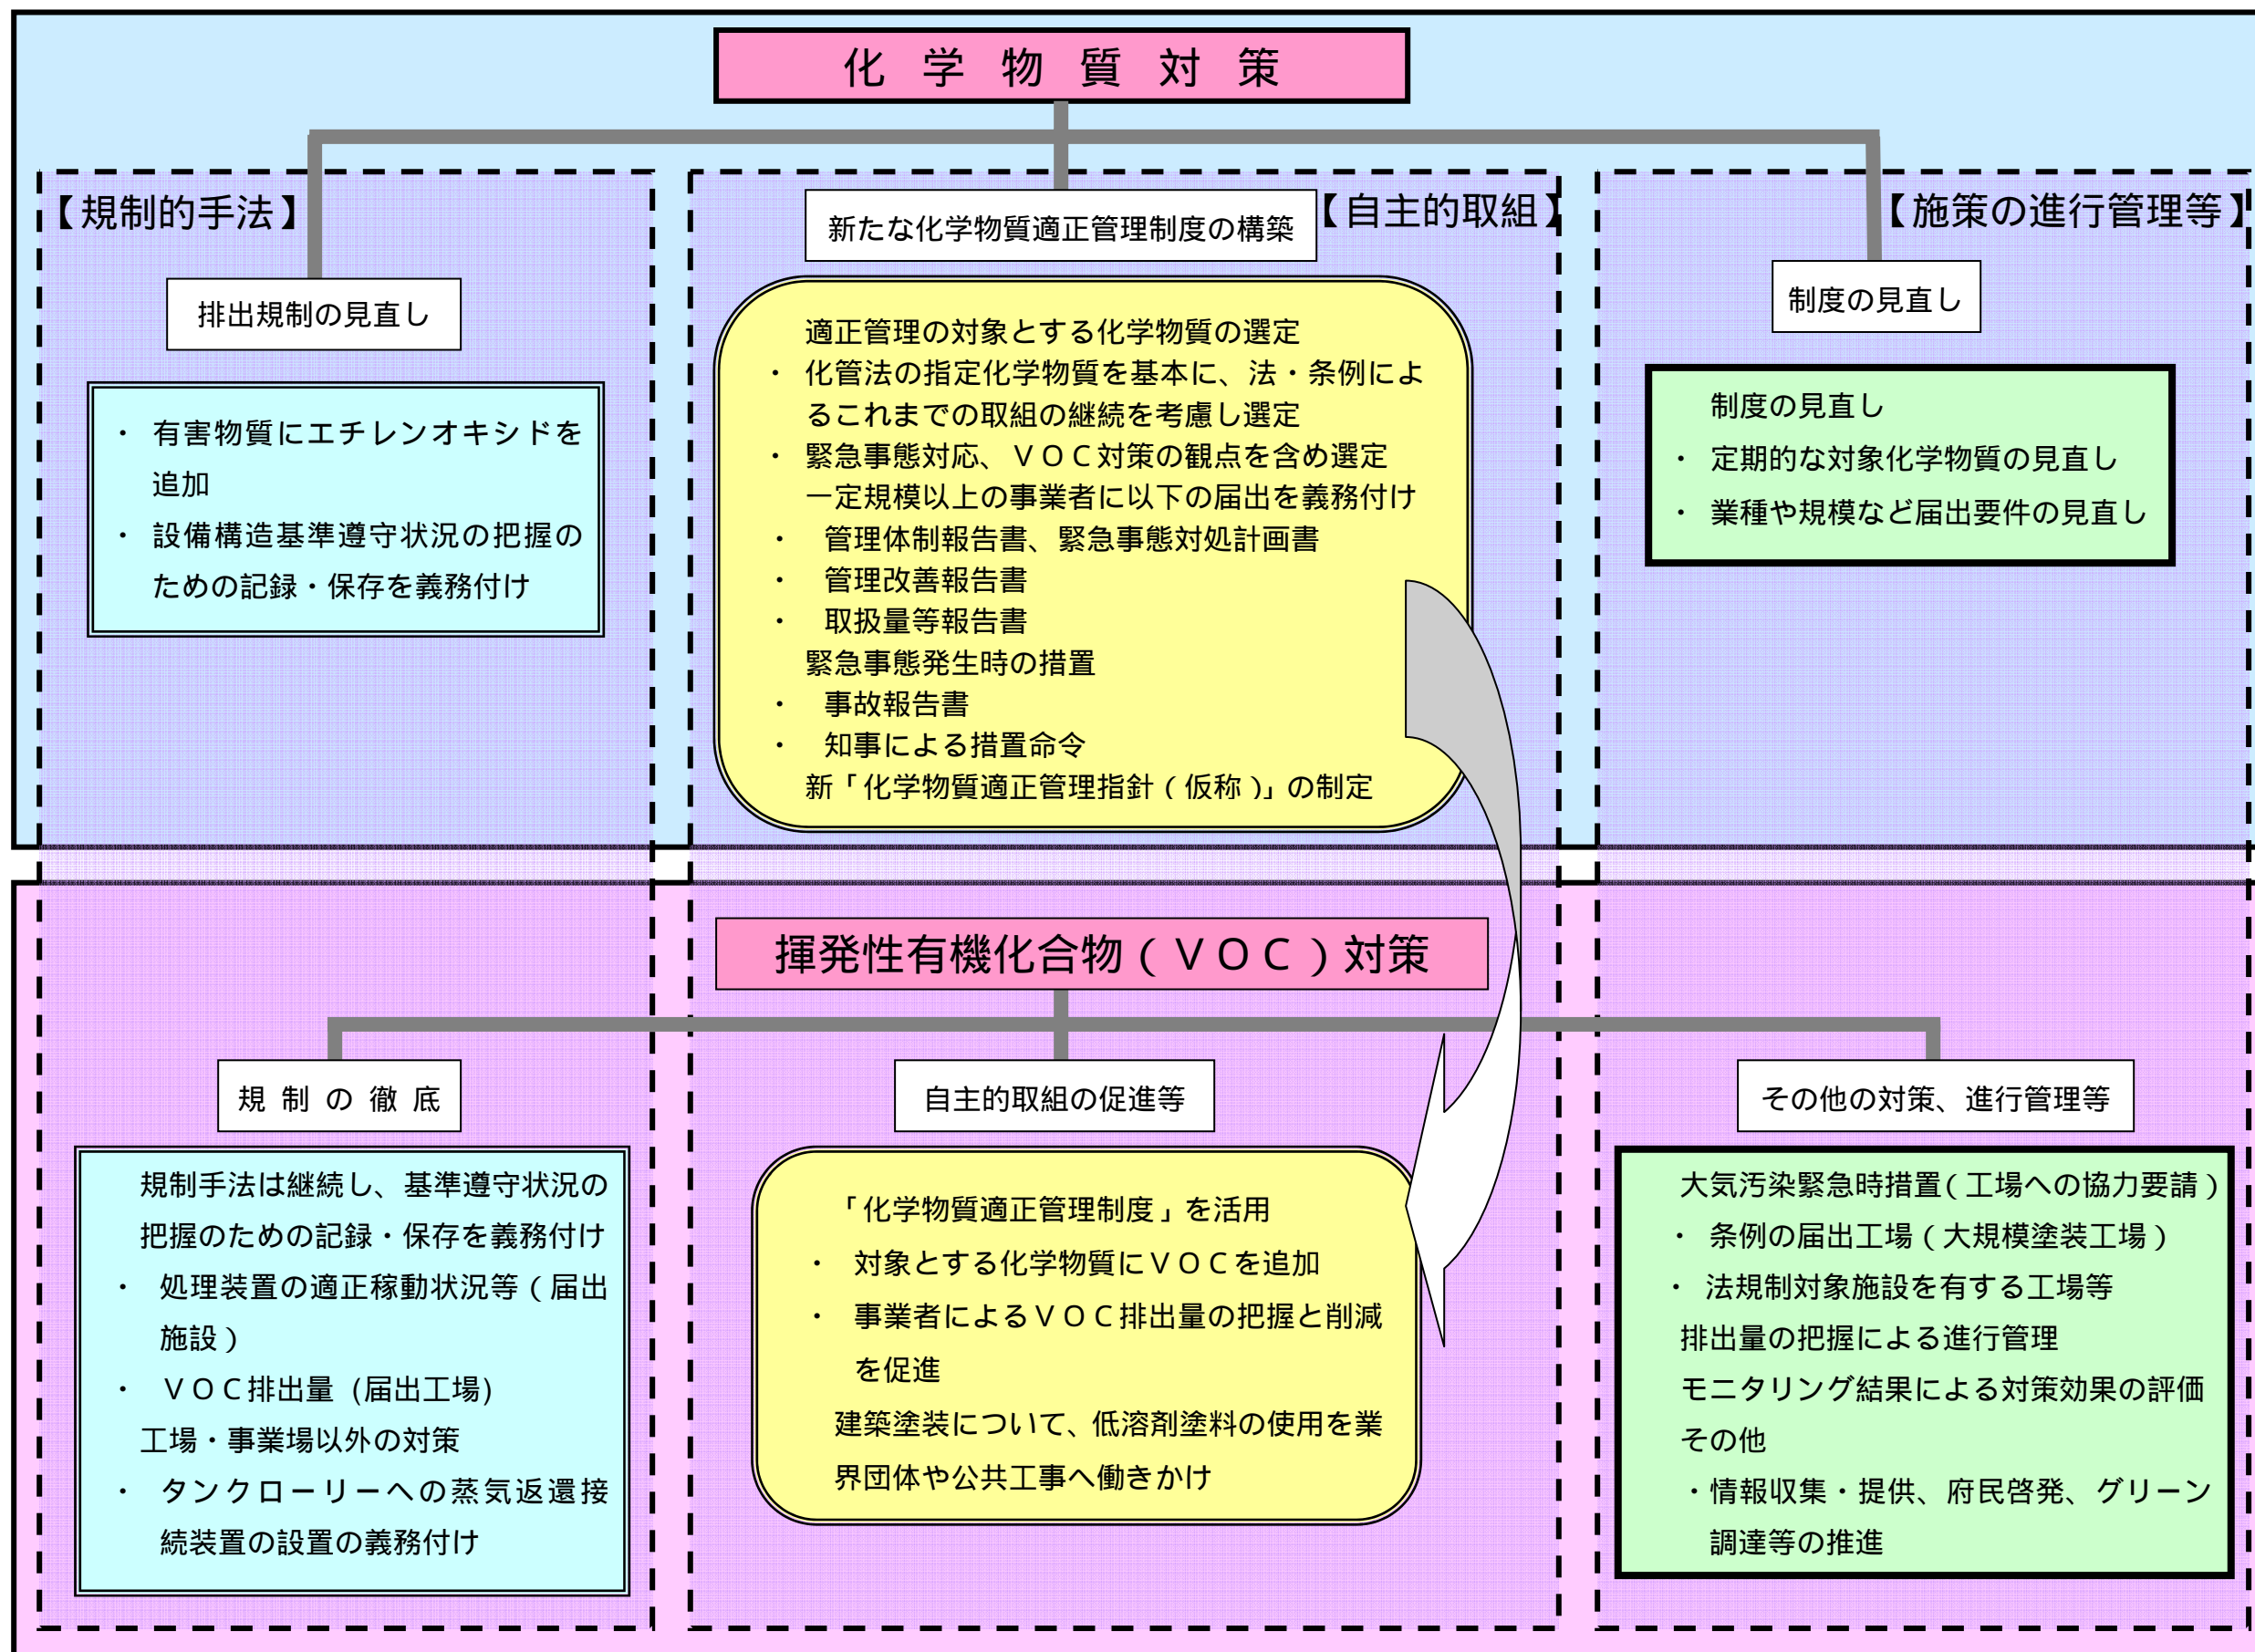 化学物質対策
【規制的手法】
排出規制の見直し
・ 有害物質にエチレンオキシドを
追加
・ 設備構造基準遵守状況の把握の
ための記録・保存を義務付け
【自主的取組】
新たな化学物質適正管理制度の構築
適正管理の対象とする化学物質の選定
・ 化管法の指定化学物質を基本に、法・条例によ
るこれまでの取組の継続を考慮し選定
・ 緊急事態対応、ＶＯＣ対策の観点を含め選定
一定規模以上の事業者に以下の届出を義務付け
・ 管理体制報告書、緊急事態対処計画書
・ 管理改善報告書
・ 取扱量等報告書
緊急事態発生時の措置
・ 事故報告書
・ 知事による措置命令
新「化学物質適正管理指針（仮称）」の制定
【施策の進行管理等】
制度の見直し
制度の見直し
・ 定期的な対象化学物質の見直し
・ 業種や規模など届出要件の見直し
揮発性有機化合物（ＶＯＣ）対策
規制の徹底
規制手法は継続し、基準遵守状況の
把握のための記録・保存を義務付け
・ 処理装置の適正稼動状況等（届出
施設）
・ ＶＯＣ排出量 (届出工場)
工場・事業場以外の対策
・ タンクローリーへの蒸気返還接
続装置の設置の義務付け
自主的取組の促進等
「化学物質適正管理制度」を活用
・ 対象とする化学物質にＶＯＣを追加
・ 事業者によるＶＯＣ排出量の把握と削減
を促進
建築塗装について、低溶剤塗料の使用を業
界団体や公共工事へ働きかけ
その他の対策、進行管理等
大気汚染緊急時措置（工場への協力要請）
・ 条例の届出工場（大規模塗装工場）
・ 法規制対象施設を有する工場等
排出量の把握による進行管理
モニタリング結果による対策効果の評価
その他
・情報収集・提供、府民啓発、グリーン
調達等の推進